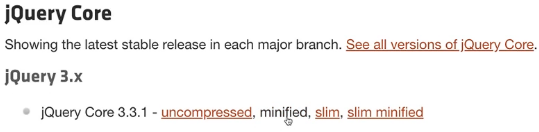 jQuery Core
Showing the latest stable release in each major branch. See all versions of jQuery Core.
jQuery 3.x
jQuery Core 3.3.1 - uncompressed, minified, slim, slim minified